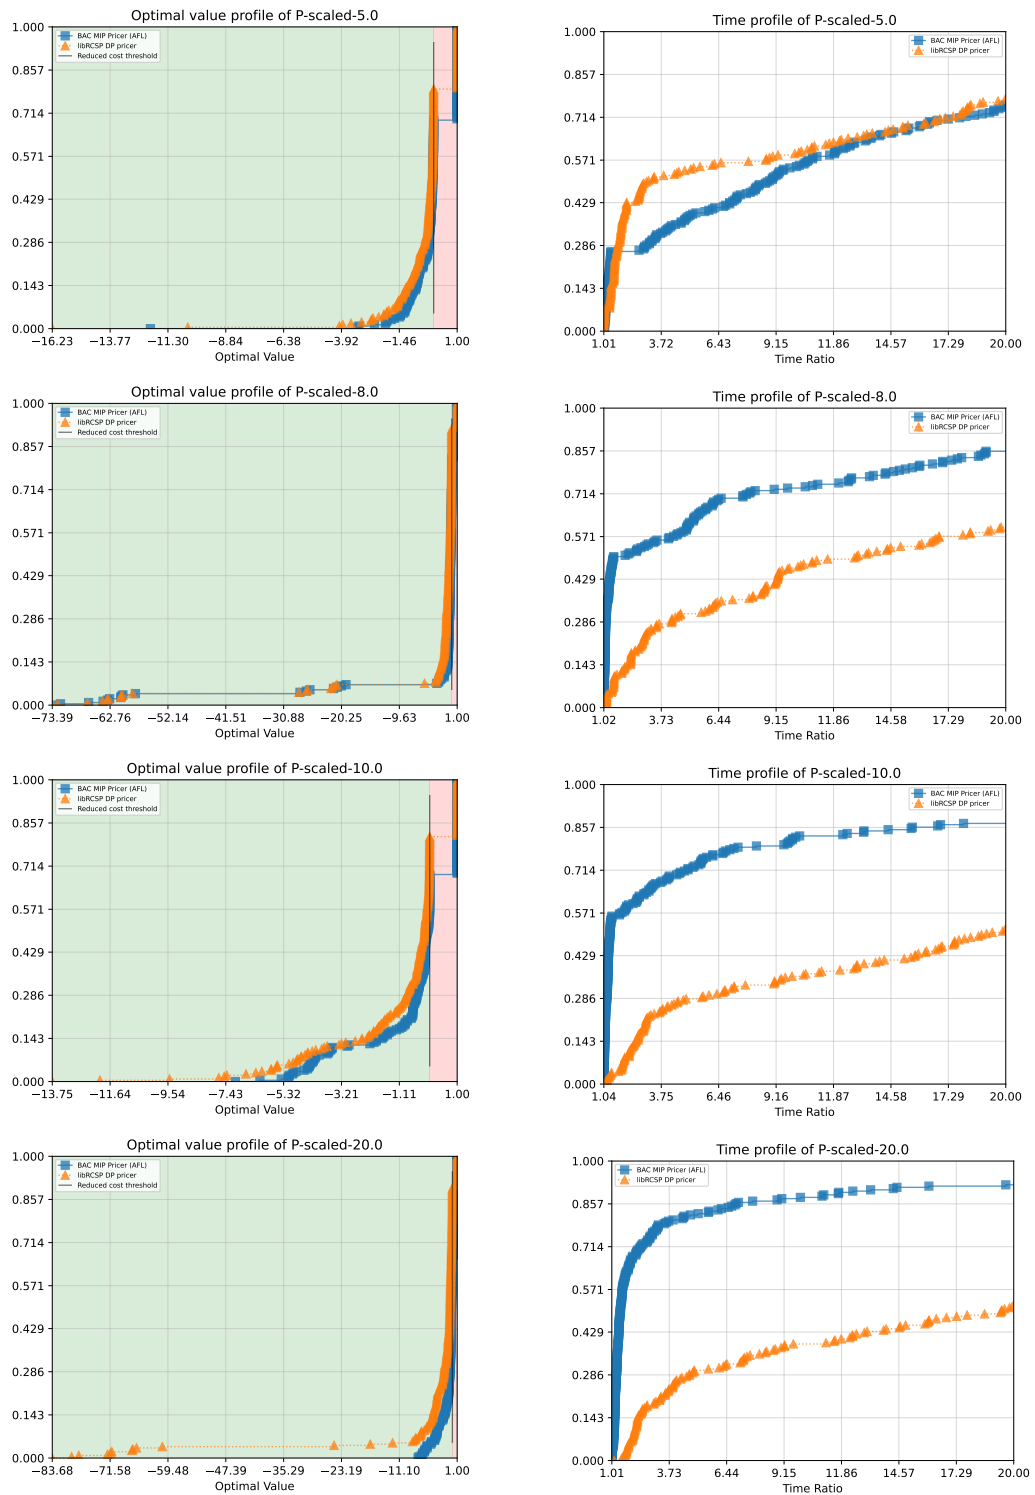 Optimal value profile of P-scaled-5.0
1.000
0.857
0.714
0.571
0.429
0.286
0.143
0.000
BAC MIP Pricer (AFL)
libRCSP DP pricer
Reduced cost threshold
−16.23 −13.77 −11.30 −8.84 −6.38 −3.92 −1.46 1.00
Optimal Value
Time profile of P-scaled-5.0
1.000
0.857
0.714
0.571
0.429
0.286
0.143
0.000
BAC MIP Pricer (AFL)
libRCSP DP pricer
1.01 3.72 6.43 9.15 11.86 14.57 17.29 20.00
Time Ratio
Optimal value profile of P-scaled-8.0
1.000
0.857
0.714
0.571
0.429
0.286
0.143
0.000
BAC MIP Pricer (AFL)
libRCSP DP pricer
Reduced cost threshold
−73.39 −62.76 −52.14 −41.51 −30.88 −20.25 −9.63 1.00
Optimal Value
Time profile of P-scaled-8.0
1.000
0.857
0.714
0.571
0.429
0.286
0.143
0.000
BAC MIP Pricer (AFL)
libRCSP DP pricer
1.02 3.73 6.44 9.15 11.86 14.58 17.29 20.00
Time Ratio
Optimal value profile of P-scaled-10.0
1.000
0.857
0.714
0.571
0.429
0.286
0.143
0.000
BAC MIP Pricer (AFL)
libRCSP DP pricer
Reduced cost threshold
−13.75 −11.64 −9.54 −7.43 −5.32 −3.21 −1.11 1.00
Optimal Value
Time profile of P-scaled-10.0
1.000
0.857
0.714
0.571
0.429
0.286
0.143
0.000
BAC MIP Pricer (AFL)
libRCSP DP pricer
1.04 3.75 6.46 9.16 11.87 14.58 17.29 20.00
Time Ratio
Optimal value profile of P-scaled-20.0
1.000
0.857
0.714
0.571
0.429
0.286
0.143
0.000
BAC MIP Pricer (AFL)
libRCSP DP pricer
Reduced cost threshold
−83.68 −71.58 −59.48 −47.39 −35.29 −23.19 −11.10 1.00
Optimal Value
Time profile of P-scaled-20.0
1.000
0.857
0.714
0.571
0.429
0.286
0.143
0.000
BAC MIP Pricer (AFL)
libRCSP DP pricer
1.01 3.73 6.44 9.15 11.86 14.57 17.29 20.00
Time Ratio